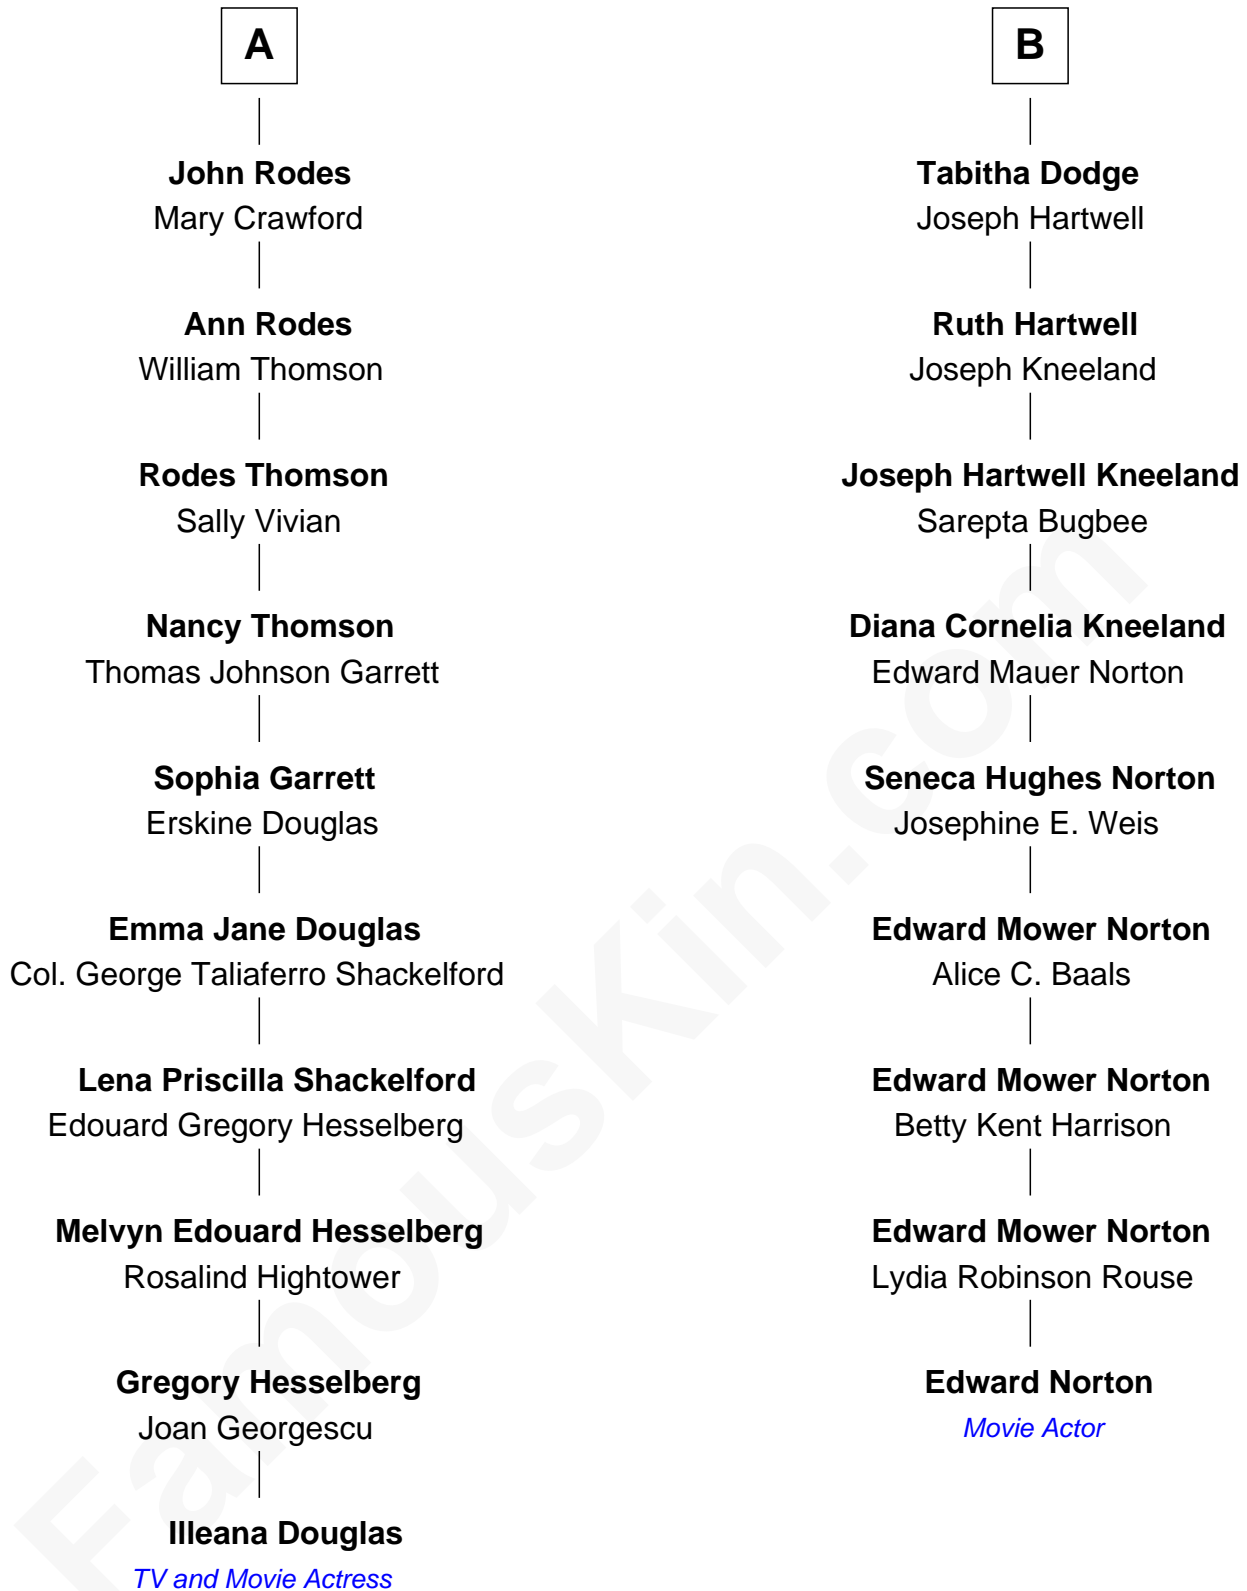 A
John Rodes
Mary Crawford
Ann Rodes
William Thomson
Rodes Thomson
Sally Vivian
Nancy Thomson
Thomas Johnson Garrett
Sophia Garrett
Erskine Douglas
Emma Jane Douglas
Col. George Taliaferro Shackelford
Lena Priscilla Shackelford
Edouard Gregory Hesselberg
Melvyn Edouard Hesselberg
Rosalind Hightower
Gregory Hesselberg
Joan Georgescu
Illeana Douglas
TV and Movie Actress
B
Tabitha Dodge
Joseph Hartwell
Ruth Hartwell
Joseph Kneeland
Joseph Hartwell Kneeland
Sarepta Bugbee
Diana Cornelia Kneeland
Edward Mauer Norton
Seneca Hughes Norton
Josephine E. Weis
Edward Mower Norton
Alice C. Baals
Edward Mower Norton
Betty Kent Harrison
Edward Mower Norton
Lydia Robinson Rouse
Edward Norton
Movie Actor
FamousKin.com